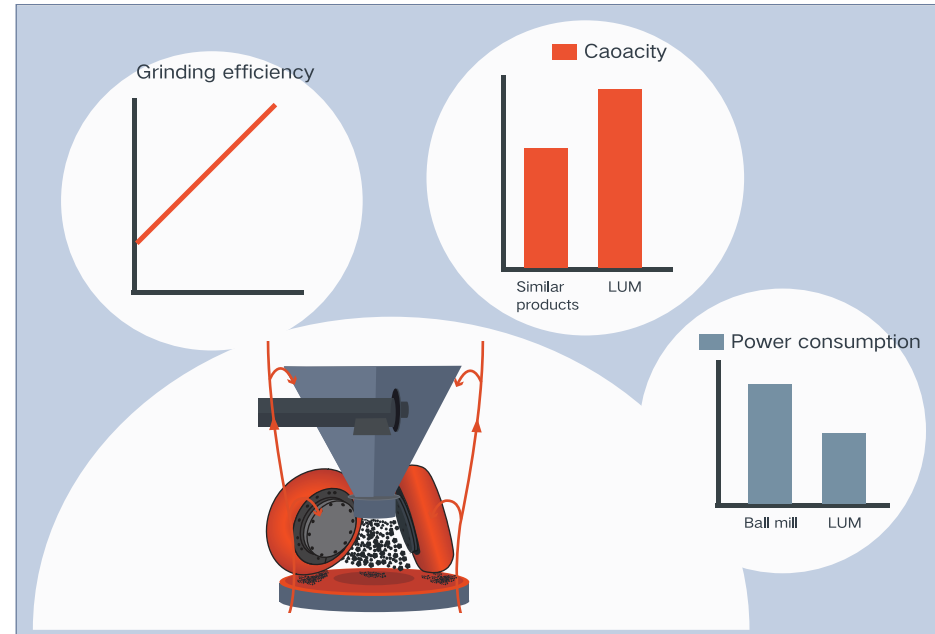 Grinding efficiency
Caoacity
Similar
products
LUM
Power consumption
Ball mill
LUM